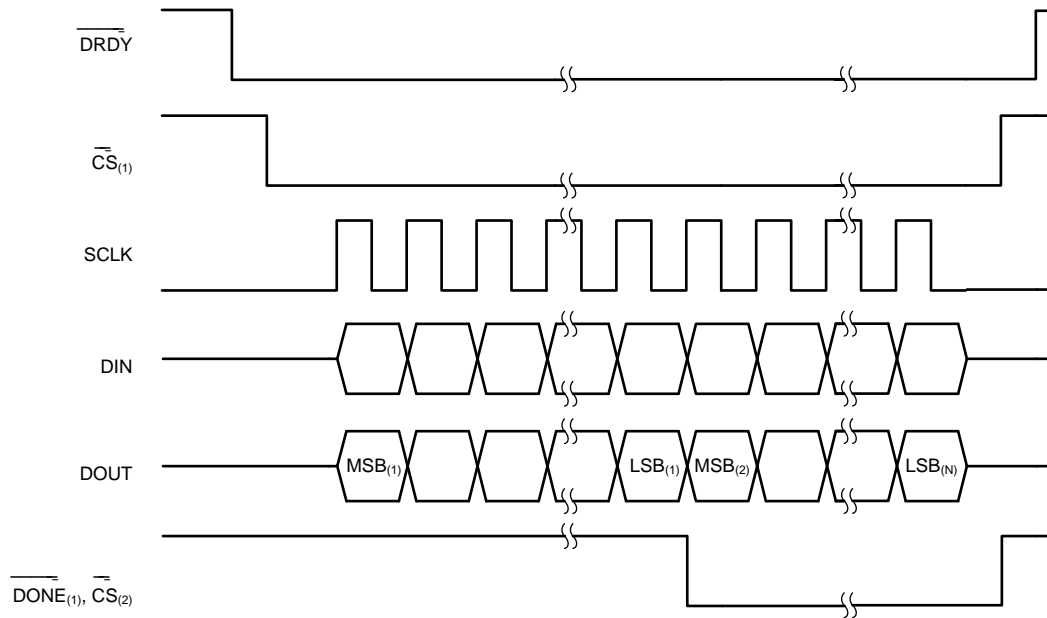 DRDY
CS(1)
SCLK
DIN
DOUT
MSB(1) LSB(1) MSB(2) LSB(N)
DONE(1), CS(2)